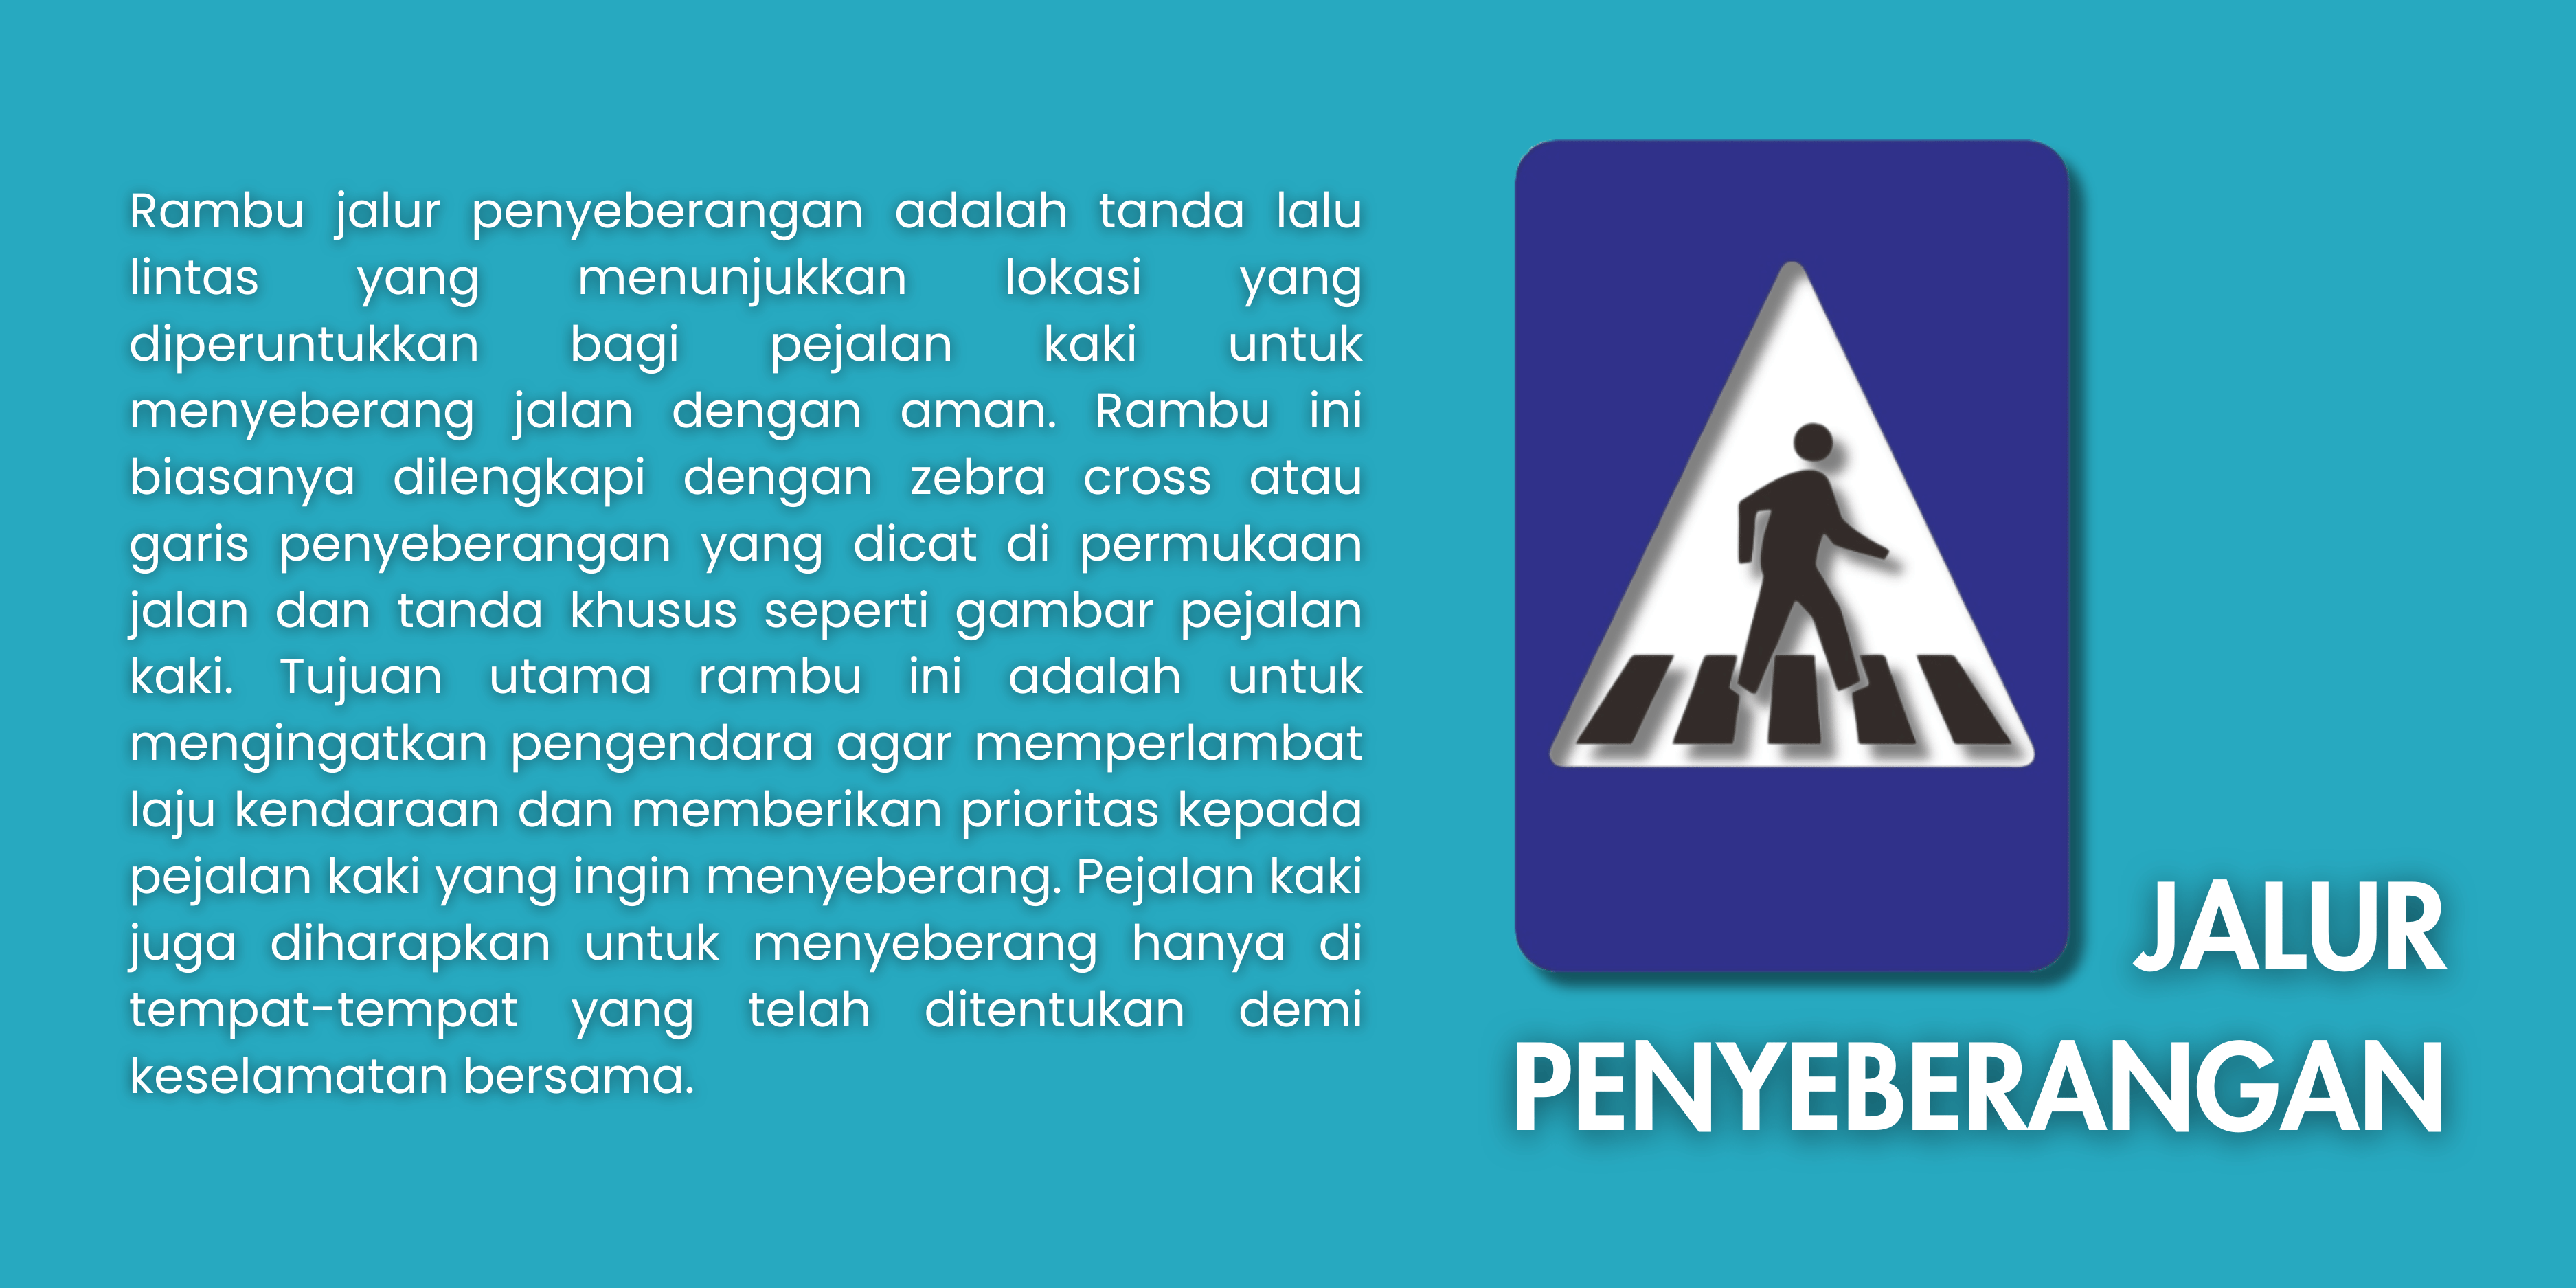 Rambu jalur penyeberangan adalah tanda lalu
lintas yang menunjukkan lokasi yang
diperuntukkan bagi pejalan kaki untuk
menyeberang jalan dengan aman. Rambu ini
biasanya dilengkapi dengan zebra cross atau
garis penyeberangan yang dicat di permukaan
jalan dan tanda khusus seperti gambar pejalan
kaki. Tujuan utama rambu ini adalah untuk
mengingatkan pengendara agar memperlambat
laju kendaraan dan memberikan prioritas kepada
pejalan kaki yang ingin menyeberang. Pejalan kaki
juga diharapkan untuk menyeberang hanya di
tempat-tempat yang telah ditentukan demi
keselamatan bersama.
JALUR
PENYEBERANGAN